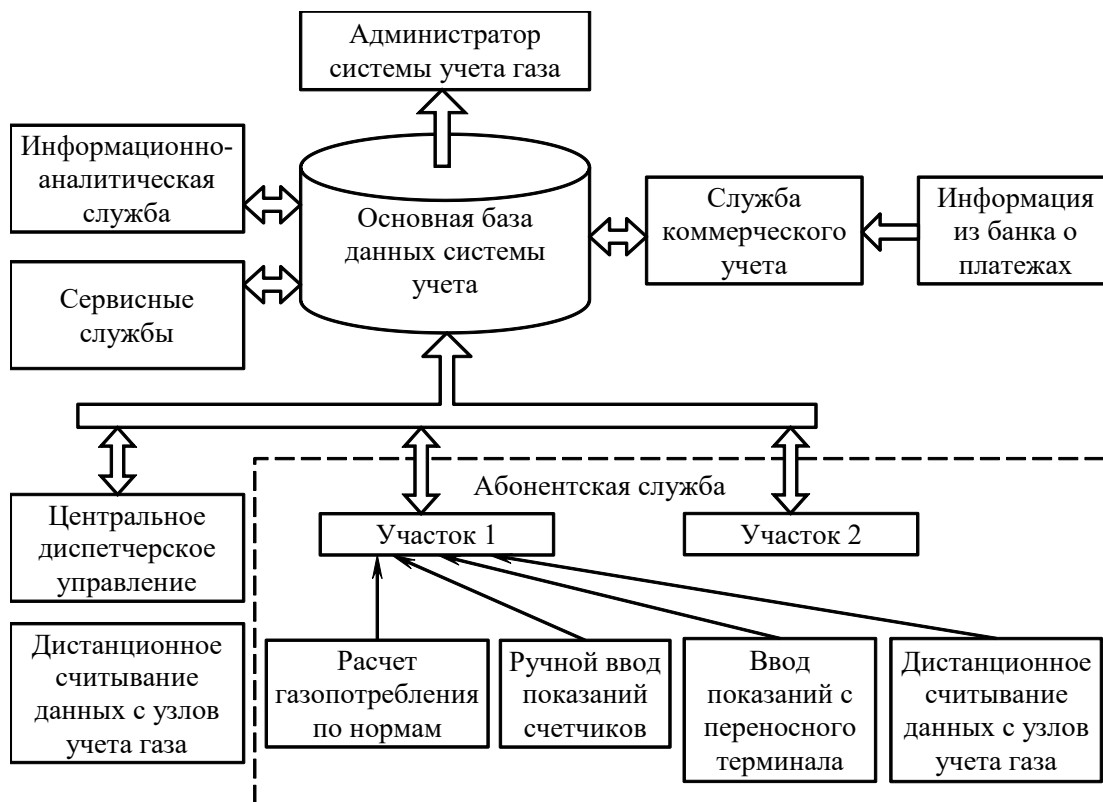 Администратор
системы учета газа
Информационно-
аналитическая
служба
Основная база
данных системы
учета
Служба
коммерческого
учета
Информация
из банка о
платежах
Сервисные
службы
Абонентская служба
Центральное
диспетчерское
управление
Участок 1
Участок 2
Дистанционное
считывание
данных с узлов
учета газа
Расчет
газопотребления
по нормам
Ручной ввод
показаний
счетчиков
Ввод
показаний с
переносного
терминала
Дистанционное
считывание
данных с узлов
учета газа